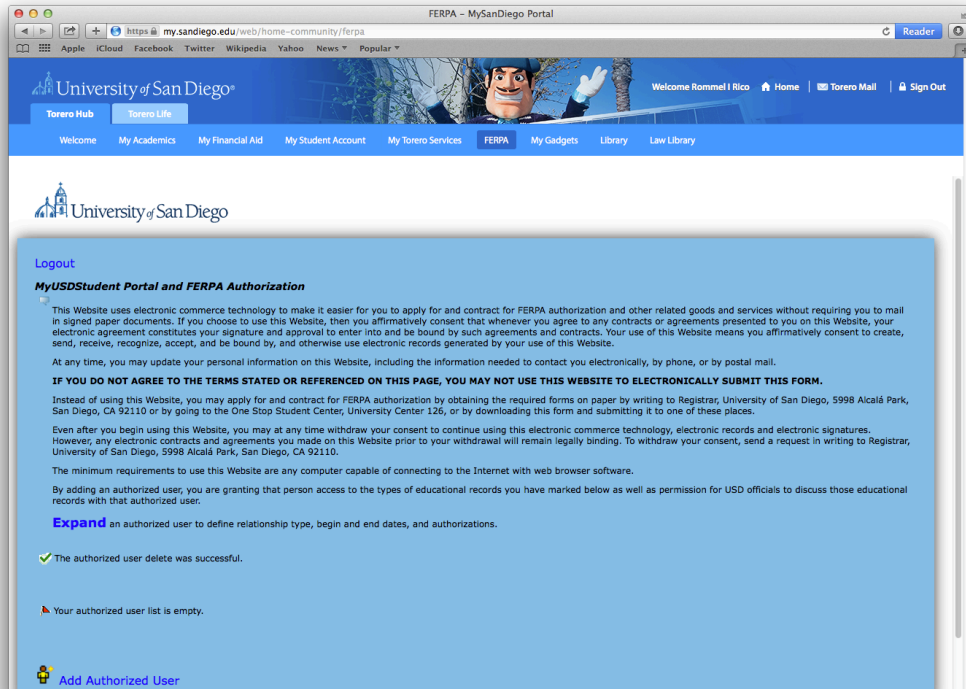 FERPA – MySanDiego Portal
https my.sandiego.edu/web/home-community/ferpa
Reader
Apple iCloud Facebook Twitter Wikipedia Yahoo News Popular
University of San Diego®
Welcome Rommel I Rico Home Torero Mail Sign Out
Torero Hub Torero Life
Welcome My Academics My Financial Aid My Student Account My Torero Services FERPA My Gadgets Library Law Library
University of San Diego
Logout
MyUSDStudent Portal and FERPA Authorization
This Website uses electronic commerce technology to make it easier for you to apply for and contract for FERPA authorization and other related goods and services without requiring you to mail
in signed paper documents. If you choose to use this Website, then you affirmatively consent that whenever you agree to any contracts or agreements presented to you on this Website, your
electronic agreement constitutes your signature and approval to enter into and be bound by such agreements and contracts. Your use of this Website means you affirmatively consent to create,
send, receive, recognize, accept, and be bound by, and otherwise use electronic records generated by your use of this Website.
At any time, you may update your personal information on this Website, including the information needed to contact you electronically, by phone, or by postal mail.
IF YOU DO NOT AGREE TO THE TERMS STATED OR REFERENCED ON THIS PAGE, YOU MAY NOT USE THIS WEBSITE TO ELECTRONICALLY SUBMIT THIS FORM.
Instead of using this Website, you may apply for and contract for FERPA authorization by obtaining the required forms on paper by writing to Registrar, University of San Diego, 5998 Alcalá Park,
San Diego, CA 92110 or by going to the One Stop Student Center, University Center 126, or by downloading this form and submitting it to one of these places.
Even after you begin using this Website, you may at any time withdraw your consent to continue using this electronic commerce technology, electronic records and electronic signatures.
However, any electronic contracts and agreements you made on this Website prior to your withdrawal will remain legally binding. To withdraw your consent, send a request in writing to Registrar,
University of San Diego, 5998 Alcalá Park, San Diego, CA 92110.
The minimum requirements to use this Website are any computer capable of connecting to the Internet with web browser software.
By adding an authorized user, you are granting that person access to the types of educational records you have marked below as well as permission for USD officials to discuss those educational
records with that authorized user.
Expand an authorized user to define relationship type, begin and end dates, and authorizations.
The authorized user delete was successful.
Your authorized user list is empty.
Add Authorized User